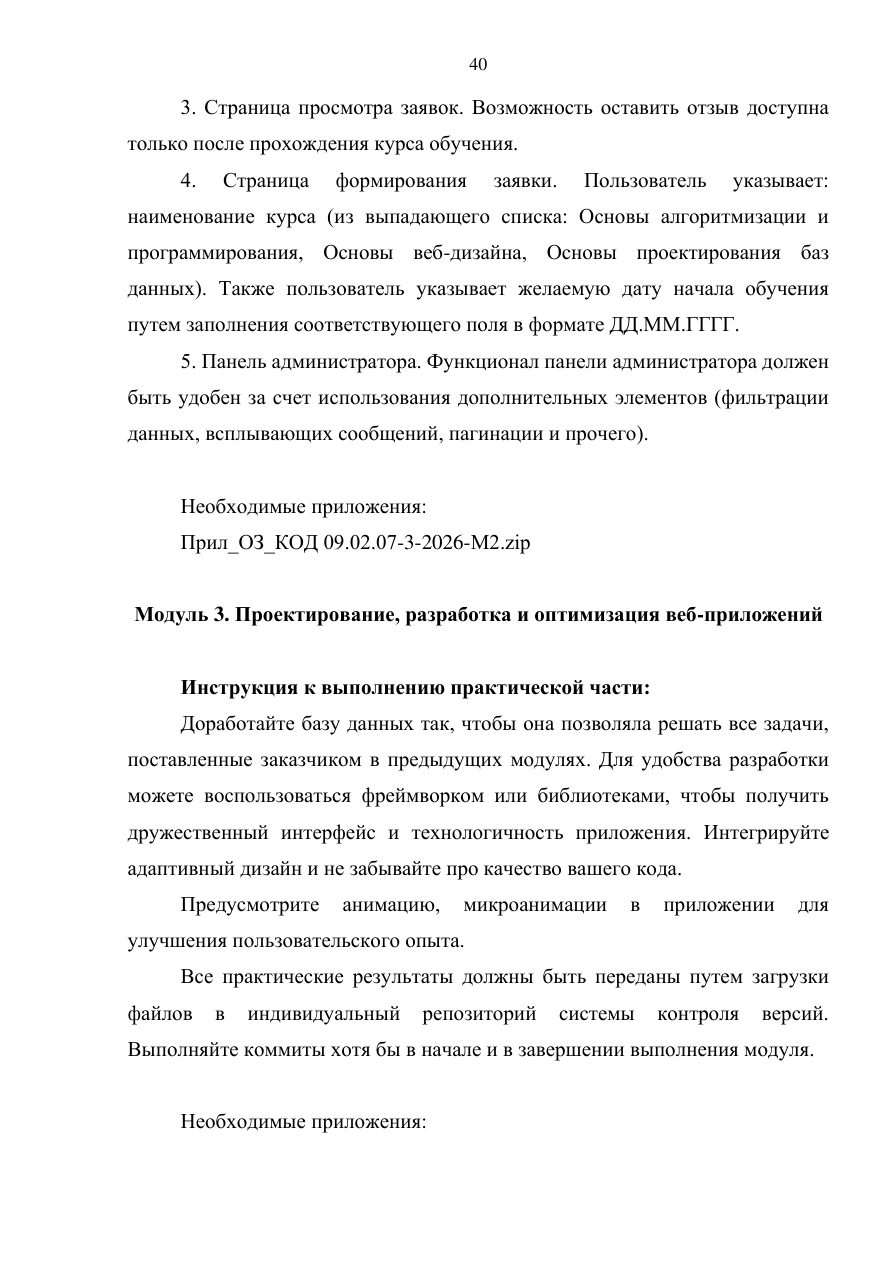 40
3. Страница просмотра заявок. Возможность оставить отзыв доступна
только после прохождения курса обучения.
4. Страница формирования заявки. Пользователь указывает:
наименование курса (из выпадающего списка: Основы алгоритмизации и
программирования, Основы веб-дизайна, Основы проектирования баз
данных). Также пользователь указывает желаемую дату начала обучения
путем заполнения соответствующего поля в формате ДД.ММ.ГГГГ.
5. Панель администратора. Функционал панели администратора должен
быть удобен за счет использования дополнительных элементов (фильтрации
данных, всплывающих сообщений, пагинации и прочего).
Необходимые приложения:
Прил_ОЗ_КОД 09.02.07-3-2026-М2.zip
Модуль 3. Проектирование, разработка и оптимизация веб-приложений
Инструкция к выполнению практической части:
Доработайте базу данных так, чтобы она позволяла решать все задачи,
поставленные заказчиком в предыдущих модулях. Для удобства разработки
можете воспользоваться фреймворком или библиотеками, чтобы получить
дружественный интерфейс и технологичность приложения. Интегрируйте
адаптивный дизайн и не забывайте про качество вашего кода.
Предусмотрите анимацию, микроанимации в приложении для
улучшения пользовательского опыта.
Все практические результаты должны быть переданы путем загрузки
файлов в индивидуальный репозиторий системы контроля версий.
Выполняйте коммиты хотя бы в начале и в завершении выполнения модуля.
Необходимые приложения: